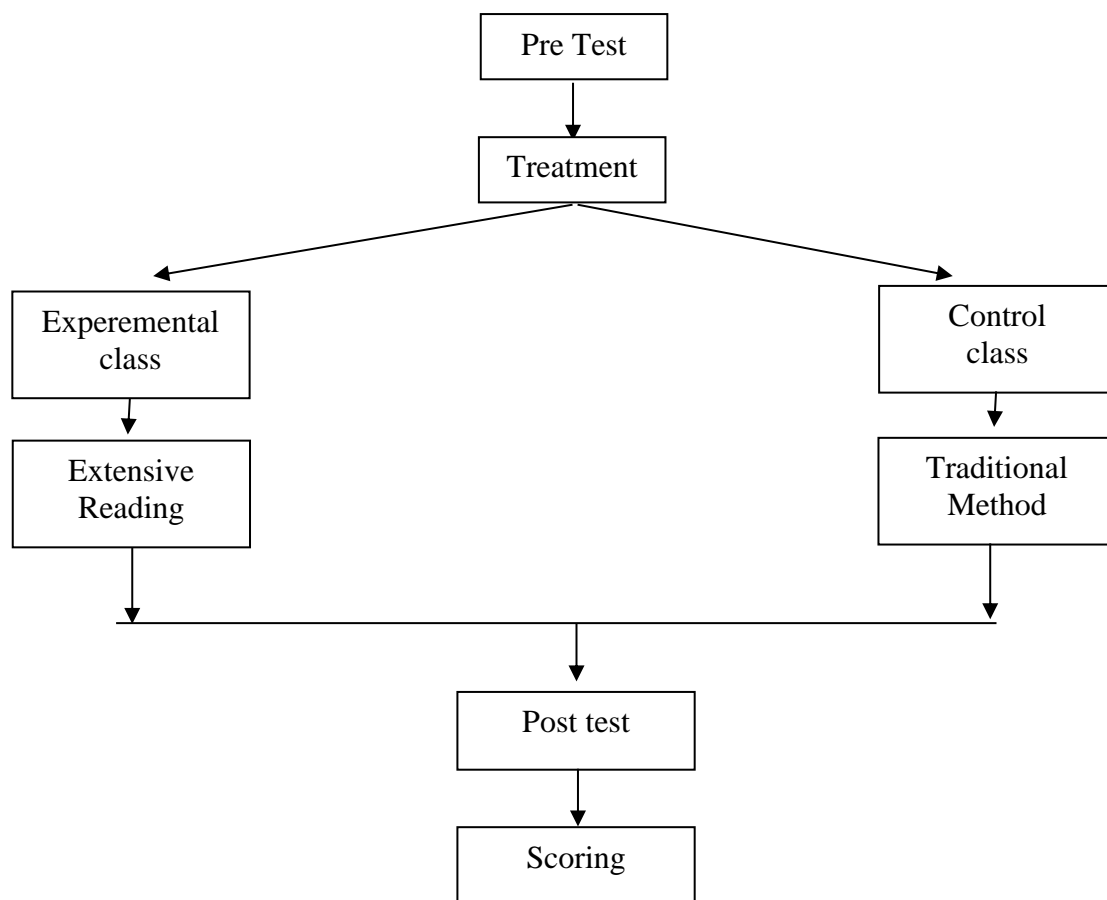 Pre Test
Treatment
Experemental
class
Control
class
Extensive
Reading
Traditional
Method
Post test
Scoring